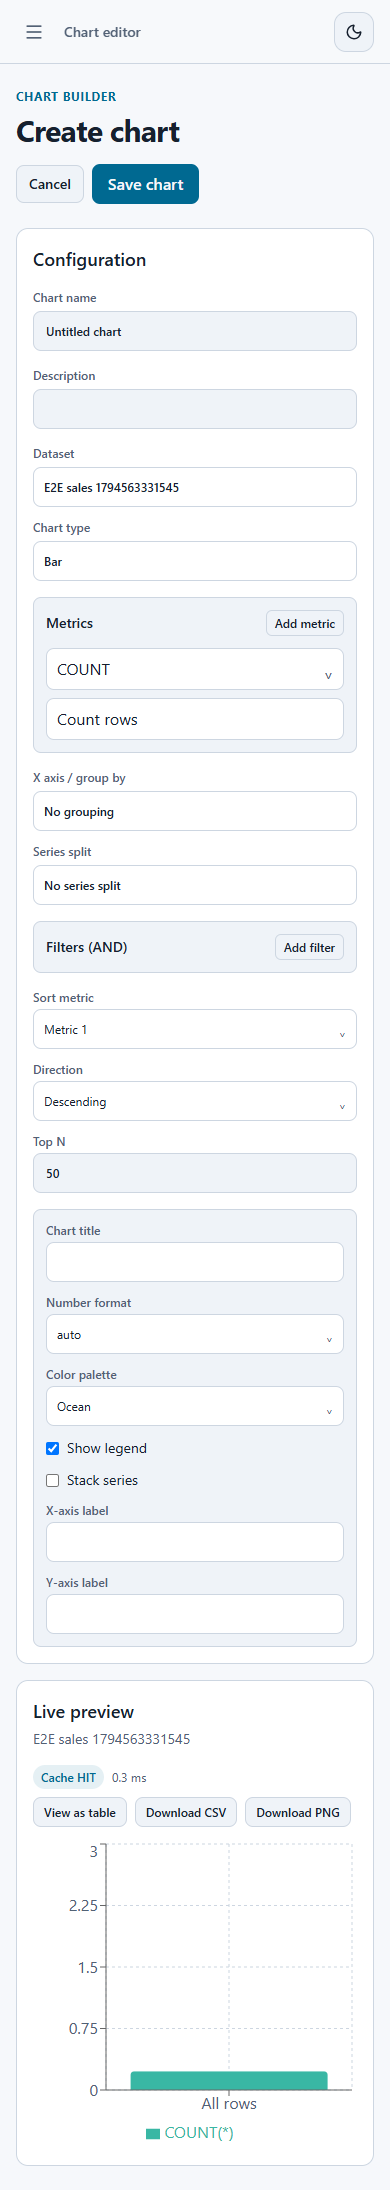 Chart editor
CHART BUILDER
Create chart
Cancel
Save chart
Configuration
Chart name
Untitled chart
Description
Dataset
E2E sales 1794563331545
Chart type
Bar
Metrics
Add metric
COUNT
Count rows
X axis / group by
No grouping
Series split
No series split
Filters (AND)
Add filter
Sort metric
Metric 1
Direction
Descending
Top N
50
Chart title
Number format
auto
Color palette
Ocean
Show legend
Stack series
X-axis label
Y-axis label
Live preview
E2E sales 1794563331545
Cache HIT
0.3 ms
View as table
Download CSV
Download PNG
3
2.25
1.5
0.75
0
All rows
COUNT(*)